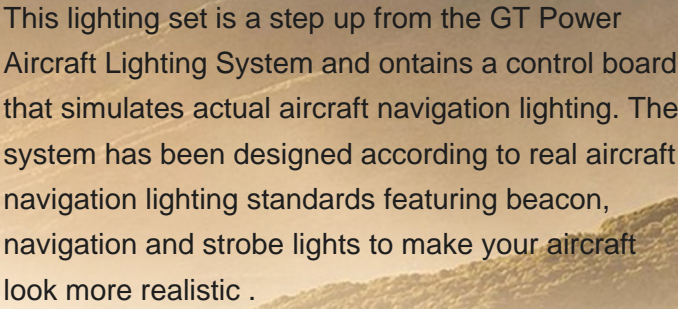 This lighting set is a step up from the GT Power
Aircraft Lighting System and ontains a control board
that simulates actual aircraft navigation lighting. The
system has been designed according to real aircraft
navigation lighting standards featuring beacon,
navigation and strobe lights to make your aircraft
look more realistic .